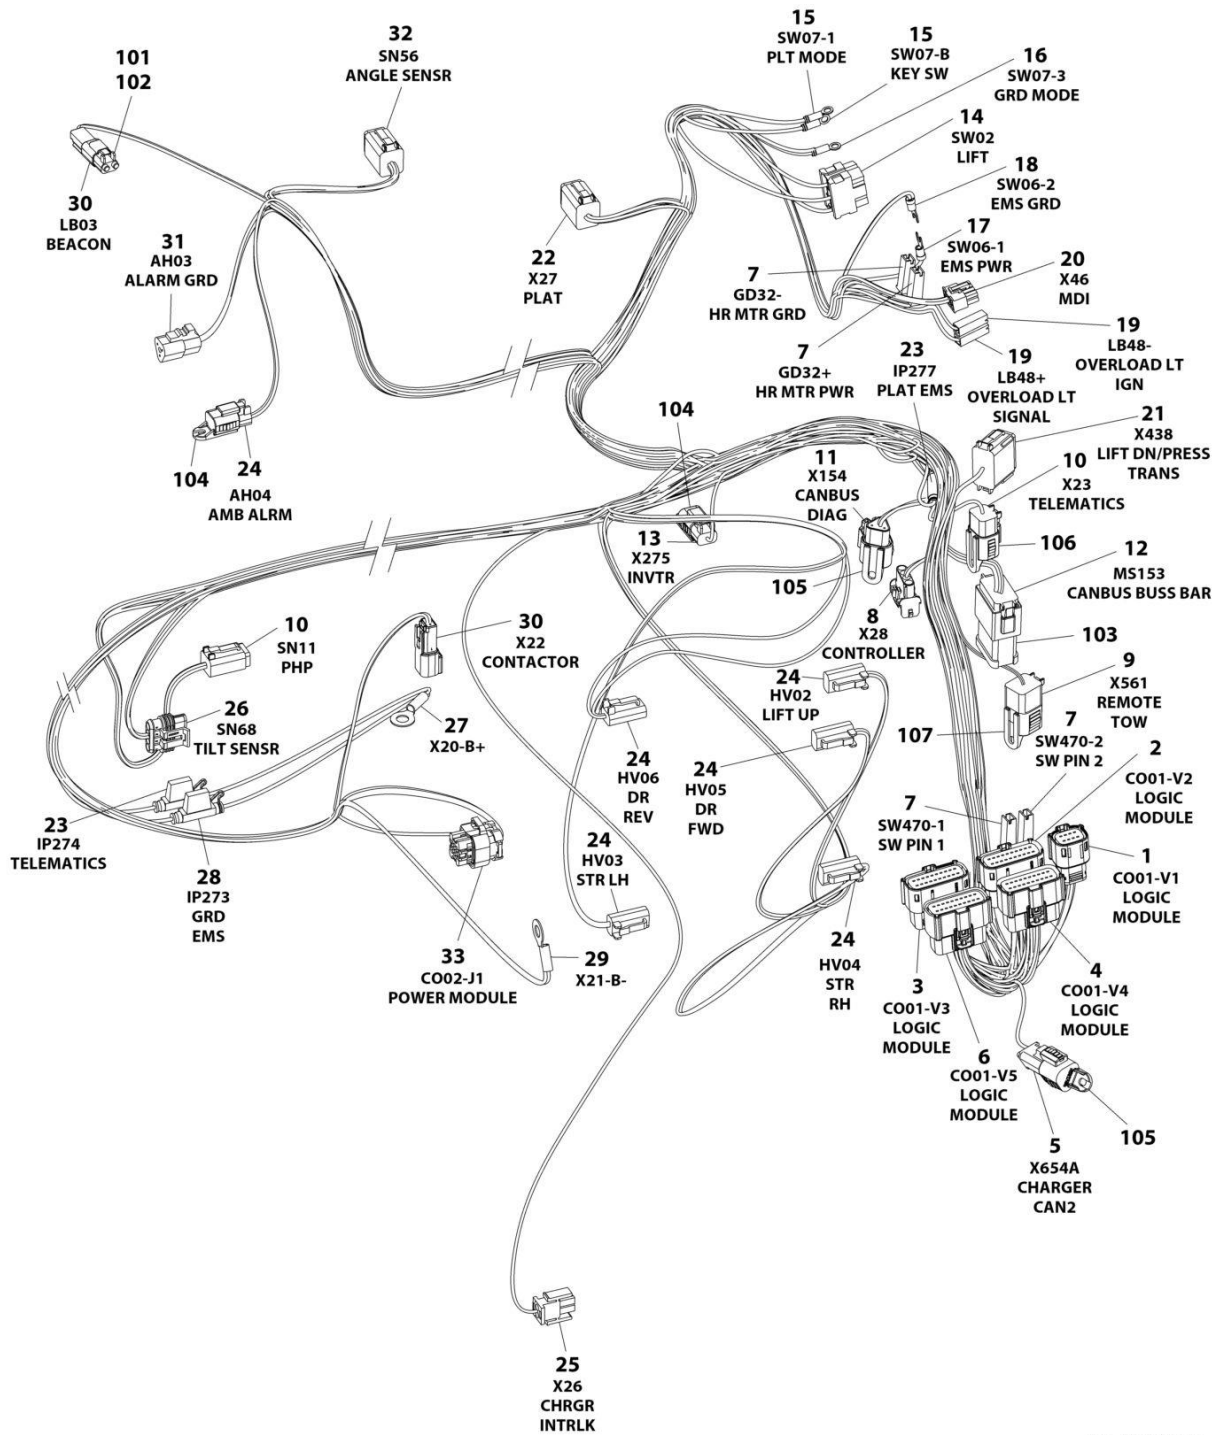 32
SN56
ANGLE SENSR
101
102
15
SW07-1
PLT MODE
15
SW07-B
KEY SW
16
SW07-3
GRD MODE
14
SW02
LIFT
18
SW06-2
EMS GRD
17
SW06-1
EMS PWR
20
X46
MDI
30
LB03
BEACON
31
AH03
ALARM GRD
22
X27
PLAT
7
GD32-
HR MTR GRD
7
GD32+
HR MTR PWR
23
IP277
PLAT EMS
19
LB48+
OVERLOAD LT
SIGNAL
19
LB48-
OVERLOAD LT
IGN
104
24
AH04
AMB ALRM
104
11
X154
CANBUS
DIAG
21
X438
LIFT DN/PRESS
TRANS
10
X23
TELEMATICS
13
X275
INVTR
105
106
12
MS153
CANBUS BUSS BAR
8
X28
CONTROLLER
103
10
SN11
PHP
30
X22
CONTACTOR
24
HV02
LIFT UP
9
X561
REMOTE
TOW
107
26
SN68
TILT SENSR
27
X20-B+
24
HV06
DR
REV
24
HV05
DR
FWD
7
SW470-2
SW PIN 2
2
CO01-V2
LOGIC
MODULE
7
SW470-1
SW PIN 1
23
IP274
TELEMATICS
28
IP273
GRD
EMS
24
HV03
STR LH
1
CO01-V1
LOGIC
MODULE
33
CO02-J1
POWER MODULE
29
X21-B-
24
HV04
STR
RH
3
CO01-V3
LOGIC
MODULE
4
CO01-V4
LOGIC
MODULE
6
CO01-V5
LOGIC
MODULE
5
X654A
CHARGER
CAN2
105
25
X26
CHRGR
INTRLK